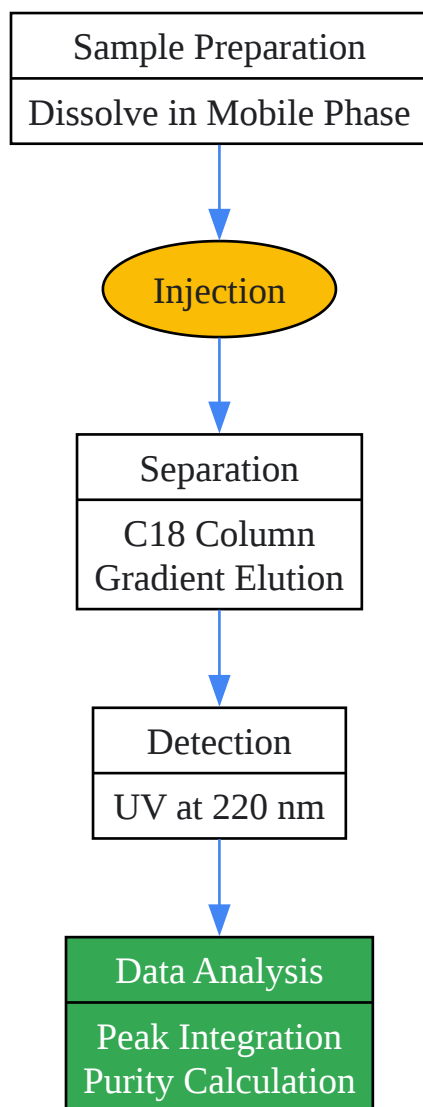 Sample Preparation
Dissolve in Mobile Phase
Injection
Separation
C18 Column
Gradient Elution
Detection
UV at 220 nm
Data Analysis
Peak Integration
Purity Calculation